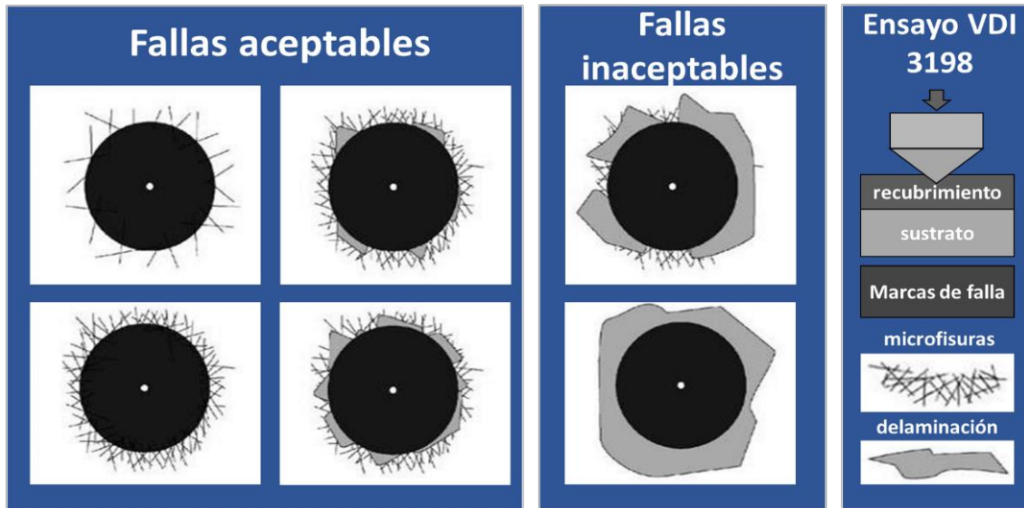 Fallas aceptables
Fallas
inaceptables
Ensayo VDI
3198
recubrimiento
sustrato
Marcas de falla
microfisuras
delaminación